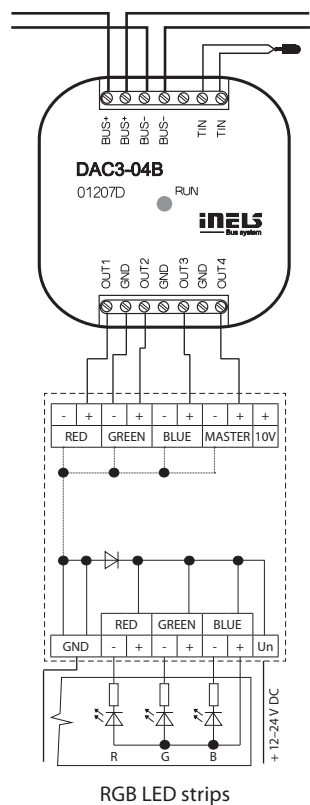 BUS+ BUS+ BUS- BUS- TIN TIN
DAC3-04B
01207D
RUN
iNELS
Bus system
OUT1 GND OUT2 GND OUT3 GND OUT4
- + - + - + - + +
RED GREEN BLUE MASTER 10V
RED GREEN BLUE
GND - + - + - + Un
R G B
+ 12–24 V DC
RGB LED strips